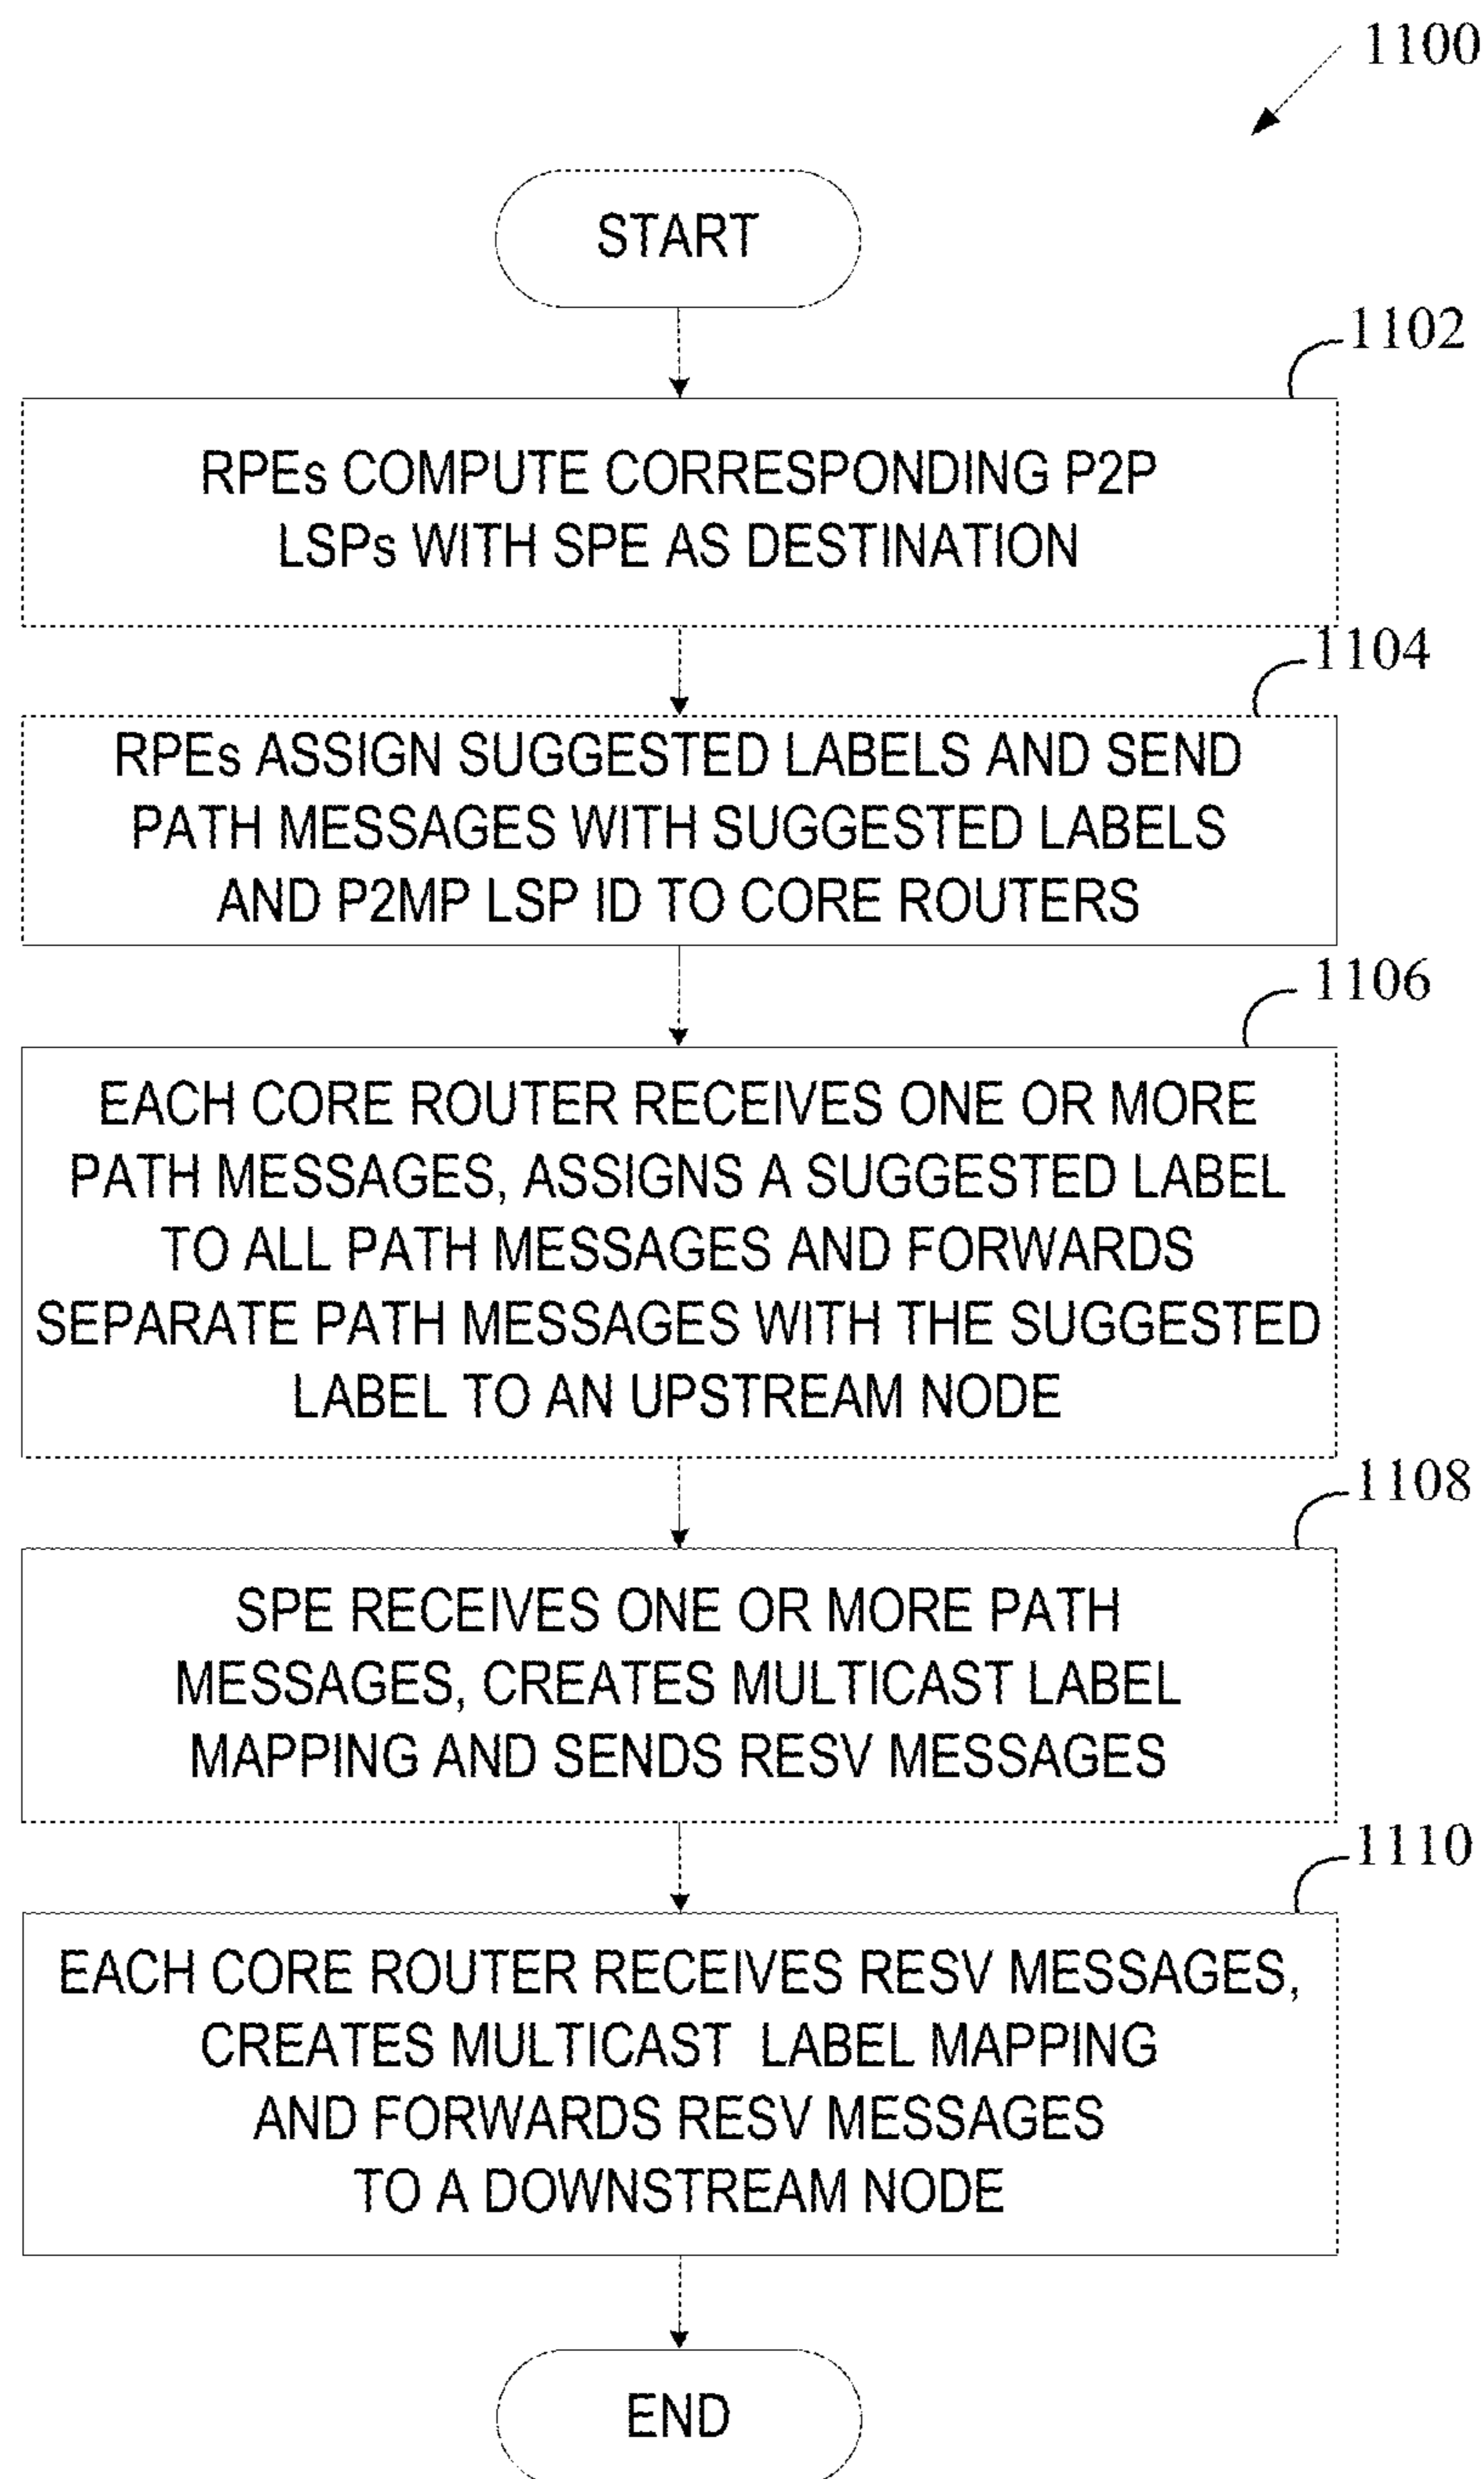 1100
START
1102
RPEs COMPUTE CORRESPONDING P2P
LSPs WITH SPE AS DESTINATION
1104
RPEs ASSIGN SUGGESTED LABELS AND SEND
PATH MESSAGES WITH SUGGESTED LABELS
AND P2MP LSP ID TO CORE ROUTERS
1106
EACH CORE ROUTER RECEIVES ONE OR MORE
PATH MESSAGES, ASSIGNS A SUGGESTED LABEL
TO ALL PATH MESSAGES AND FORWARDS
SEPARATE PATH MESSAGES WITH THE SUGGESTED
LABEL TO AN UPSTREAM NODE
1108
SPE RECEIVES ONE OR MORE PATH
MESSAGES, CREATES MULTICAST LABEL
MAPPING AND SENDS RESV MESSAGES
1110
EACH CORE ROUTER RECEIVES RESV MESSAGES,
CREATES MULTICAST LABEL MAPPING
AND FORWARDS RESV MESSAGES
TO A DOWNSTREAM NODE
END